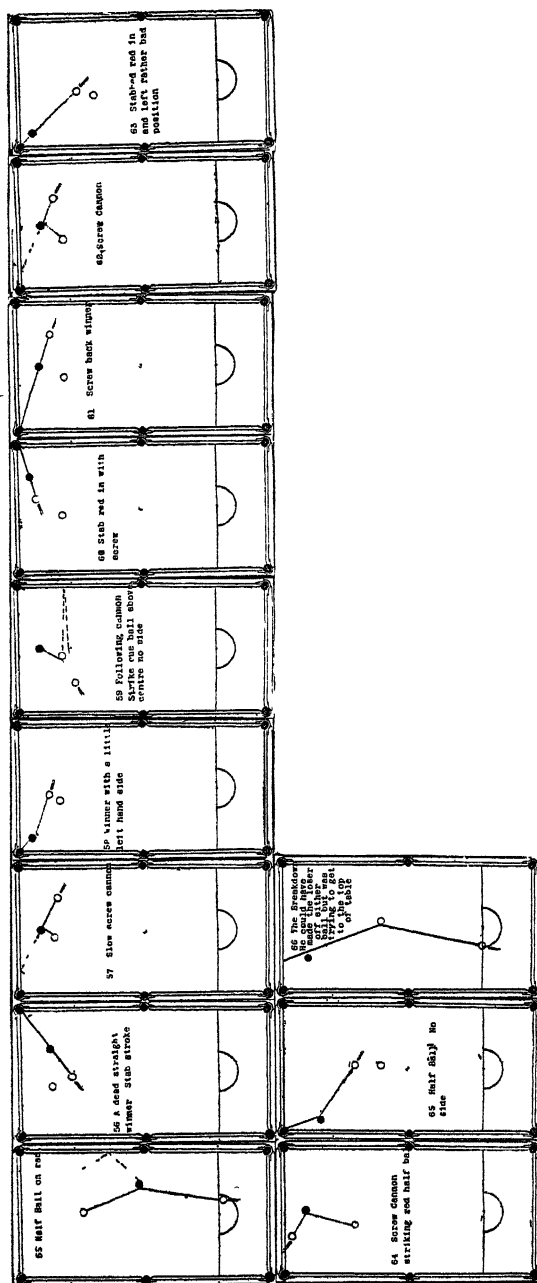 63 Stabbed red in
and left rather bad
position
62 Screw Cannon
61 Screw back winner
60 Stab red in with
screw
59 Following cannon
Strike cue ball above
centre no side
58 Winner with a little
left hand side
57 Slow screw cannon
56 A dead straight
winner Stab stroke
55 Half Ball on red
66 The Breakdow
He could have
made the loser
off either
ball but was
trying to get
to the top
of table
65 Half Ball No
side
64 Screw Cannon
striking red half bal